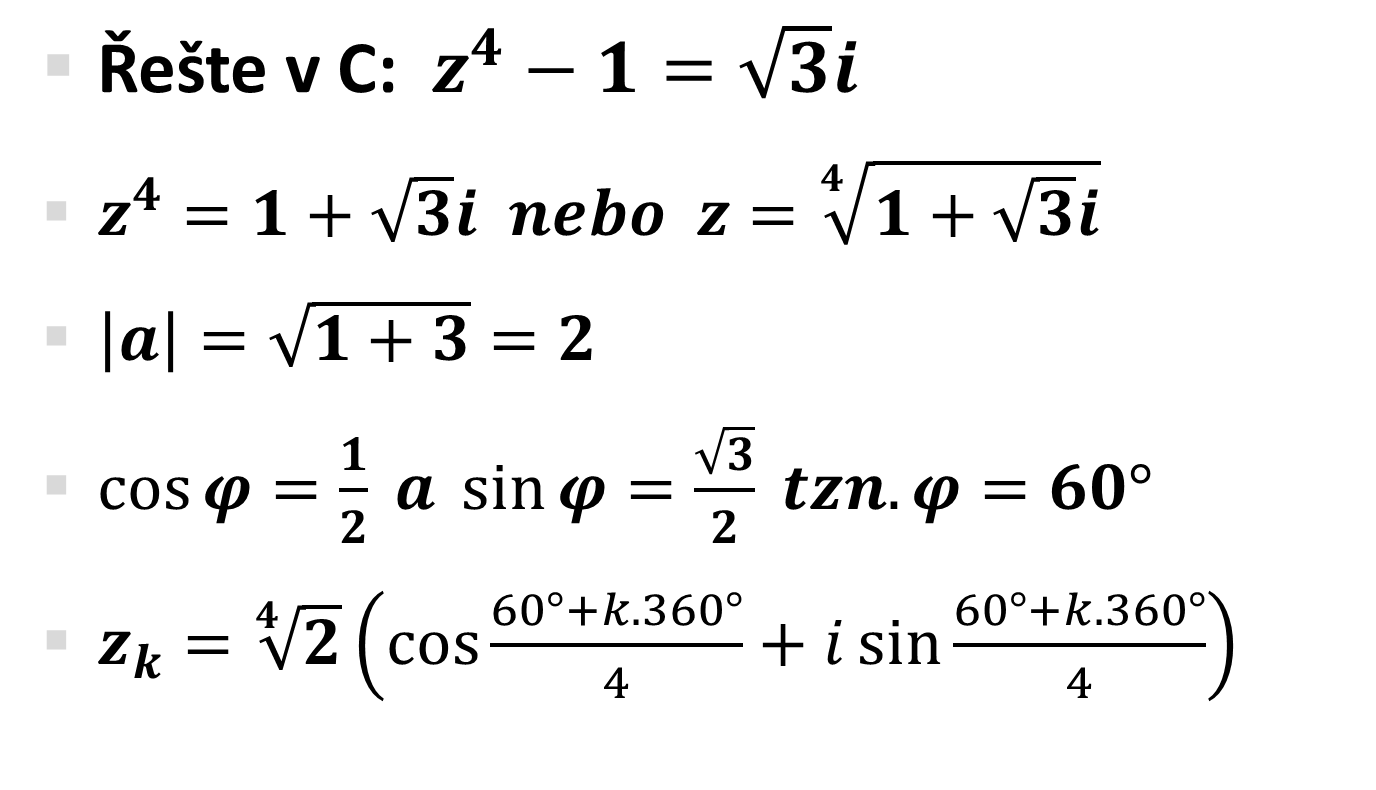 Řešte v C: z⁴ − 1 = √3i
z⁴ = 1 + √3i nebo z = ⁴√(1 + √3i)
|a| = √(1 + 3) = 2
cos φ = 1/2 a sin φ = √3/2 tzn. φ = 60°
zₖ = ⁴√2 (cos (60°+k.360°)/4 + i sin (60°+k.360°)/4)